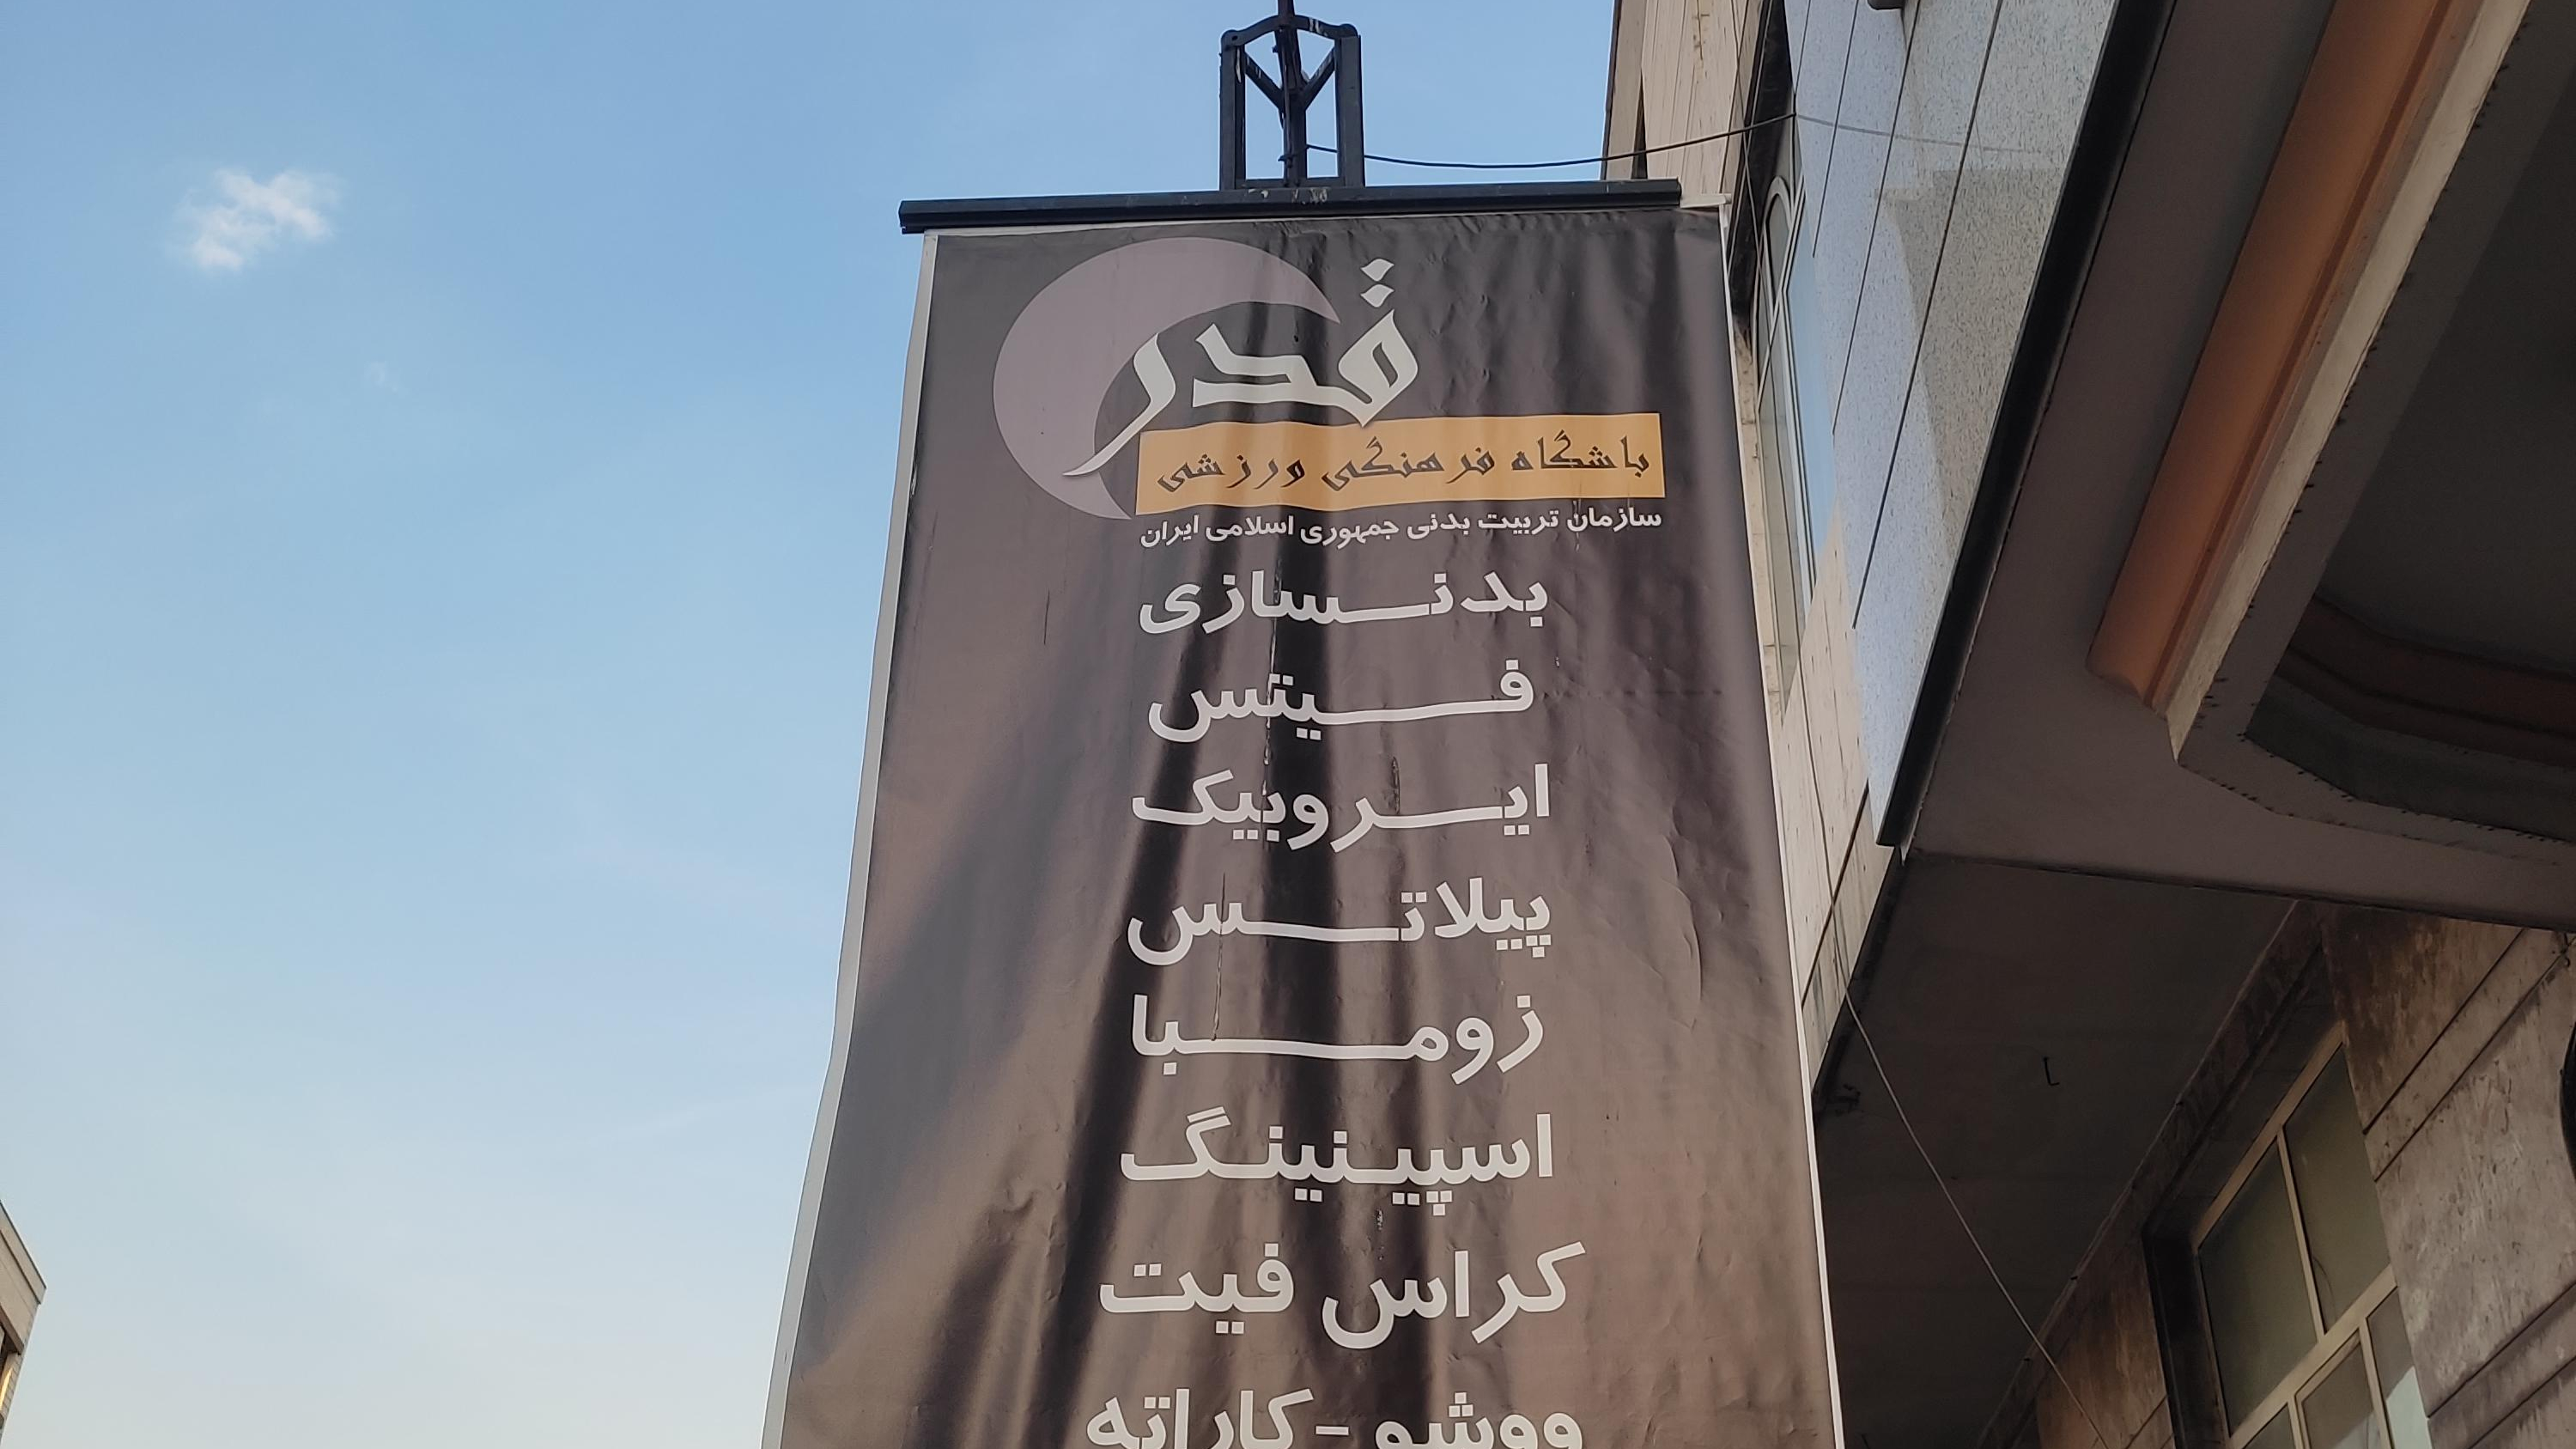 قدر
باشگاه فرهنگی ورزشی
سازمان تربیت بدنی جمهوری اسلامی ایران
بدنسازی
فیتس
ایروبیک
پیلاتس
زومبا
اسپینینگ
کراس فیت
ووشو - کاراته